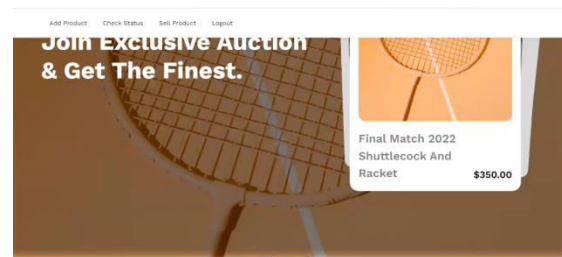 Add Product Check Status Sell Product Logout
Join Exclusive Auction
& Get The Finest.
Final Match 2022
Shuttlecock And
Racket $350.00